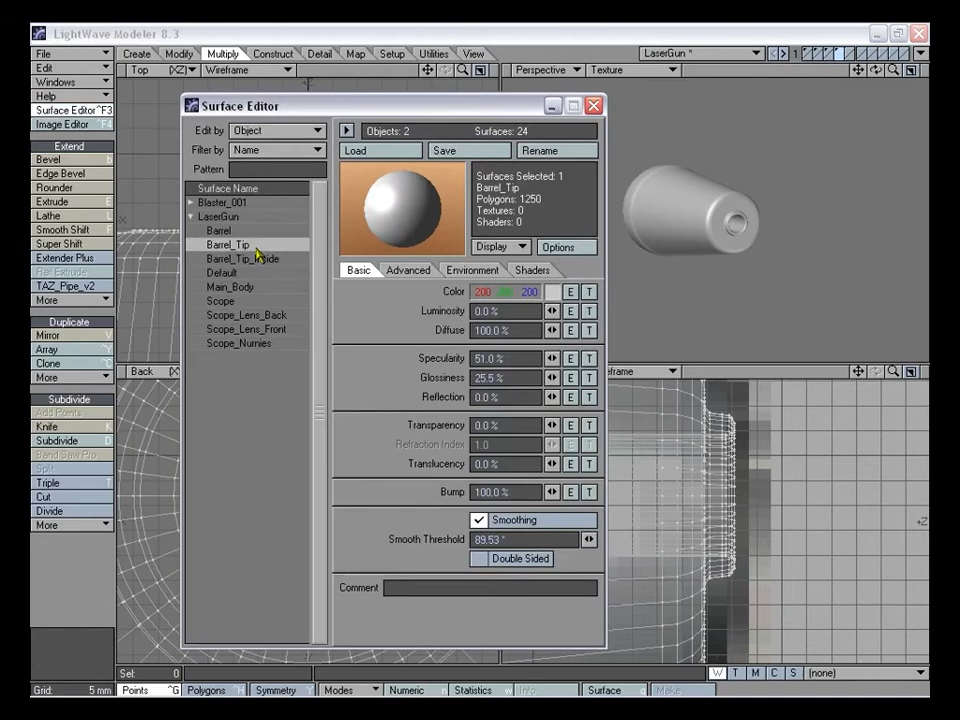 LightWave Modeler 8.3
File
Edit
Windows
Help
Surface Editor ^F3
Image Editor ^F4
Extend
Bevel b
Edge Bevel
Rounder
Extrude E
Lathe L
Smooth Shift F
Super Shift
Extender Plus
Rail Extrude
TAZ_Pipe_v2
More
Duplicate
Mirror V
Array ^Y
Clone c
More
Subdivide
Add Points
Knife K
Subdivide D
Band Saw Pro
Split
Triple T
Cut U
Divide
More
Create Modify Multiply Construct Detail Map Setup Utilities View
LaserGun * 1
Top (XZ) Wireframe
Perspective Texture
Back
Surface Editor
Edit by Object
Filter by Name
Pattern
Surface Name
Blaster_001
LaserGun
Barrel
Barrel_Tip
Barrel_Tip_Inside
Default
Main_Body
Scope
Scope_Lens_Back
Scope_Lens_Front
Scope_Nurnies
Objects: 2 Surfaces: 24
Load Save Rename
Surfaces Selected: 1
Barrel_Tip
Polygons: 1250
Textures: 0
Shaders: 0
Display Options
Basic Advanced Environment Shaders
Color 200 200 200 E T
Luminosity 0.0 % E T
Diffuse 100.0 % E T
Specularity 51.0 % E T
Glossiness 25.5 % E T
Reflection 0.0 % E T
Transparency 0.0 % E T
Refraction Index 1.0 E T
Translucency 0.0 % E T
Bump 100.0 % E T
Smoothing
Smooth Threshold 89.53 °
Double Sided
Comment
Sel: 0
W T M C S (none)
Grid: 5 mm Points ^G Polygons ^H Symmetry Y Modes Numeric n Statistics w Info i Surface q Make